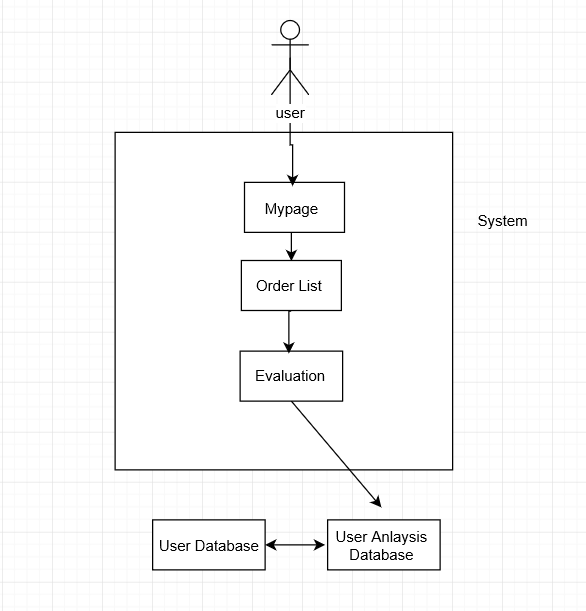 user
Mypage
System
Order List
Evaluation
User Database
User Anlaysis
Database